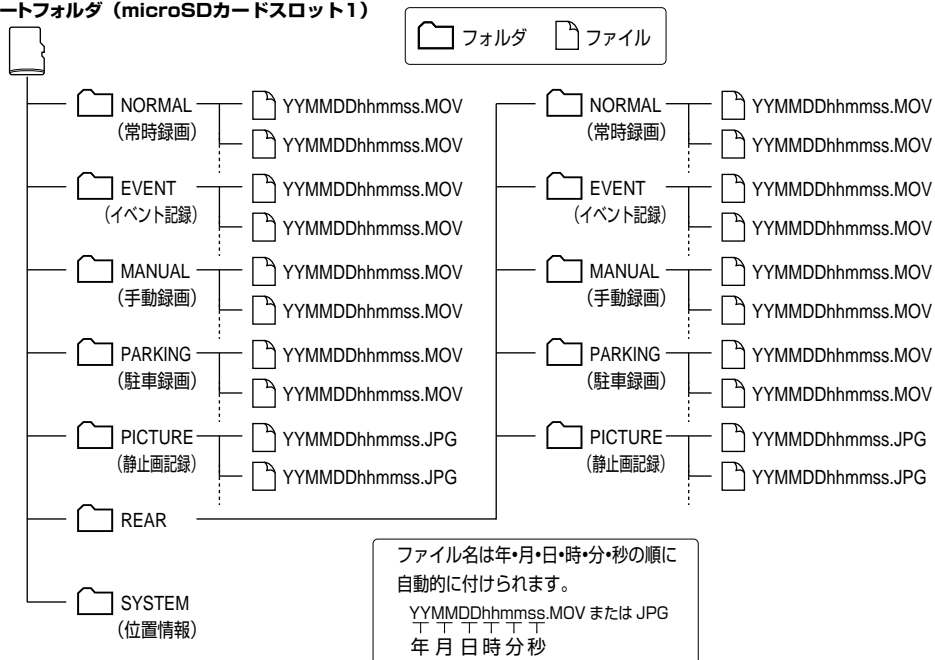 ートフォルダ（microSDカードスロット1）
フォルダ ファイル
NORMAL
（常時録画）
YYMMDDhhmmss.MOV
YYMMDDhhmmss.MOV
EVENT
（イベント記録）
YYMMDDhhmmss.MOV
YYMMDDhhmmss.MOV
MANUAL
（手動録画）
YYMMDDhhmmss.MOV
YYMMDDhhmmss.MOV
PARKING
（駐車録画）
YYMMDDhhmmss.MOV
YYMMDDhhmmss.MOV
PICTURE
（静止画記録）
YYMMDDhhmmss.JPG
YYMMDDhhmmss.JPG
REAR
SYSTEM
（位置情報）
NORMAL
（常時録画）
YYMMDDhhmmss.MOV
YYMMDDhhmmss.MOV
EVENT
（イベント記録）
YYMMDDhhmmss.MOV
YYMMDDhhmmss.MOV
MANUAL
（手動録画）
YYMMDDhhmmss.MOV
YYMMDDhhmmss.MOV
PARKING
（駐車録画）
YYMMDDhhmmss.MOV
YYMMDDhhmmss.MOV
PICTURE
（静止画記録）
YYMMDDhhmmss.JPG
YYMMDDhhmmss.JPG
ファイル名は年・月・日・時・分・秒の順に
自動的に付けられます。
YYMMDDhhmmss.MOV または JPG
年 月 日 時 分 秒